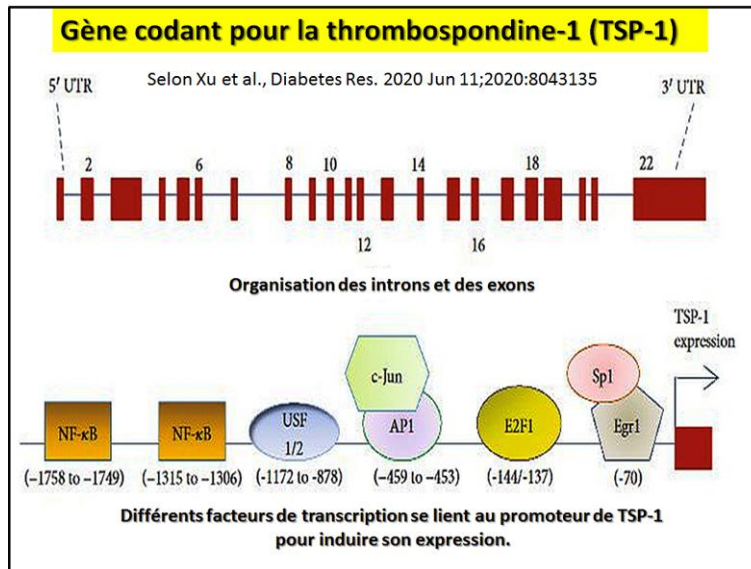 Gène codant pour la thrombospondine-1 (TSP-1)
Selon Xu et al., Diabetes Res. 2020 Jun 11;2020:8043135
5′ UTR
3′ UTR
2
6
8
10
14
18
22
12
16
Organisation des introns et des exons
TSP-1
expression
c-Jun
Sp1
NF-κB
NF-κB
USF
1/2
AP1
E2F1
Egr1
(−1758 to −1749)
(−1315 to −1306)
(-1172 to -878)
(−459 to −453)
(-144/-137)
(-70)
Différents facteurs de transcription se lient au promoteur de TSP-1
pour induire son expression.